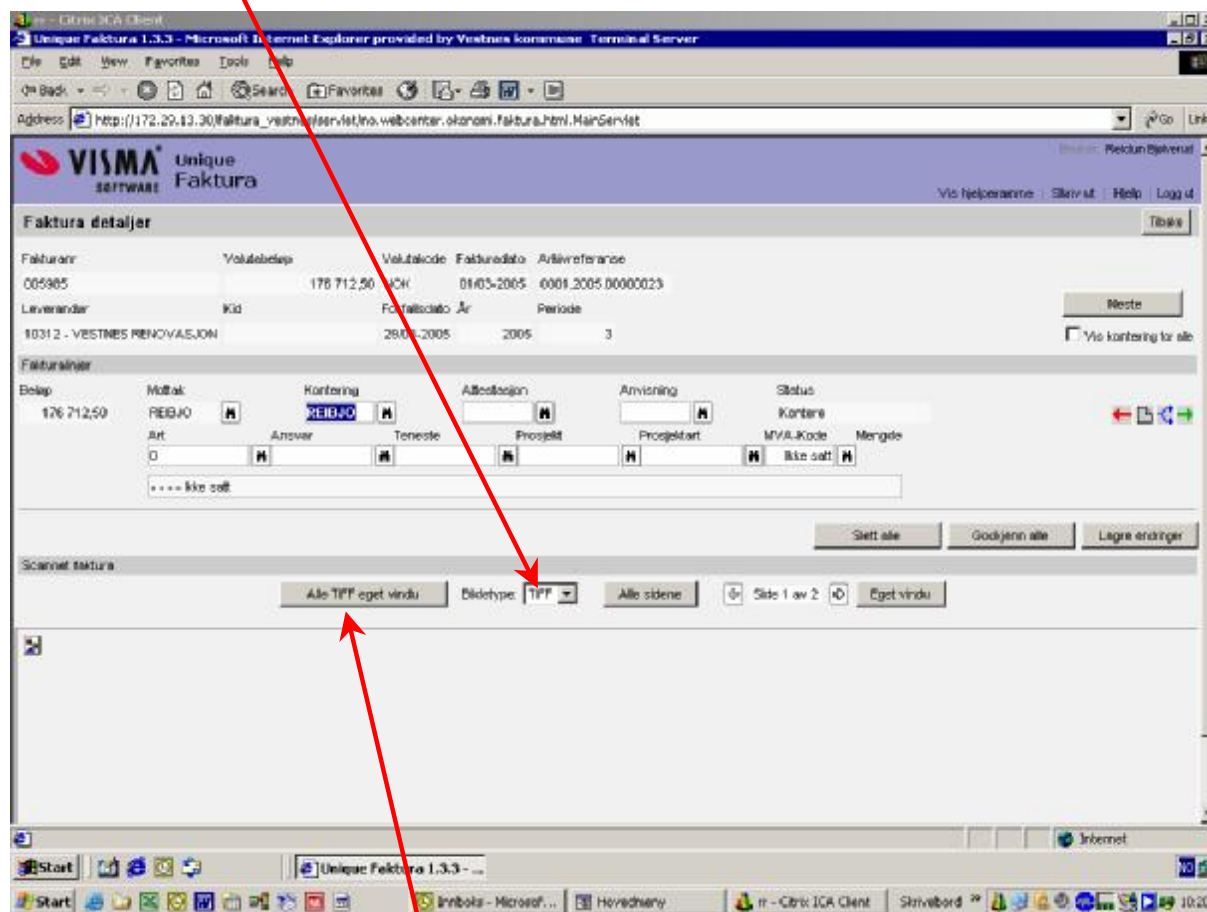 rr - Citrix ICA Client
Unique Faktura 1.3.3 - Microsoft Internet Explorer provided by Vestnes kommune Terminal Server
File Edit View Favorites Tools Help
Back Search Favorites
Address http://172.29.13.30/faktura_vestnes/servlet/no.webcenter.okonomi.faktura.html.MainServlet Go Link
VISMA SOFTWARE Unique Faktura
Vis hjelperamme Skriv ut Hjelp Logg ut
Faktura detaljer Tilbake
Fakturanr Valutabeløp Valutakode Fakturadato Arkivreferanse
005985 176 712,50 NOK 01/03-2005 0001.2005.00000023
Leverandør Kid Forfallsdato År Periode Neste
10312 - VESTNES RENOVASJON 2005 3 Vis kontering for alle
Fakturalinjer
Beløp Mottak Kontering Attestasjon Anvisning Status
176 712,50 REIBJO REIBJO Kontere
Art Ansvar Teneste Prosjekt Prosjektart MVA-Kode Mengde
0 Ikke satt
- - - - Ikke satt
Slett alle Godkjenn alle Lagre endringer
Scannet faktura
Alle TIFF eget vindu Bildetype: TIFF Alle sidene Side 1 av 2 Eget vindu
Internet
Start Unique Faktura 1.3.3 - ... NO
Start Innboks - Microsof... Hovedmeny rr - Citrix ICA Client Skrivebord » 10:20